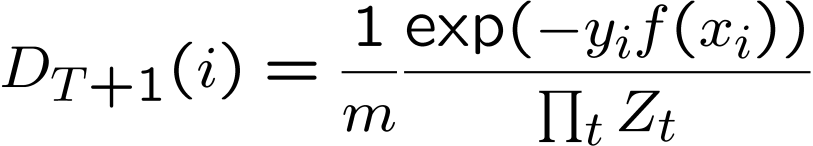 D_{T+1}(i) = \frac{1}{m} \frac{exp(-y_i f(x_i))}{\prod_t Z_t}